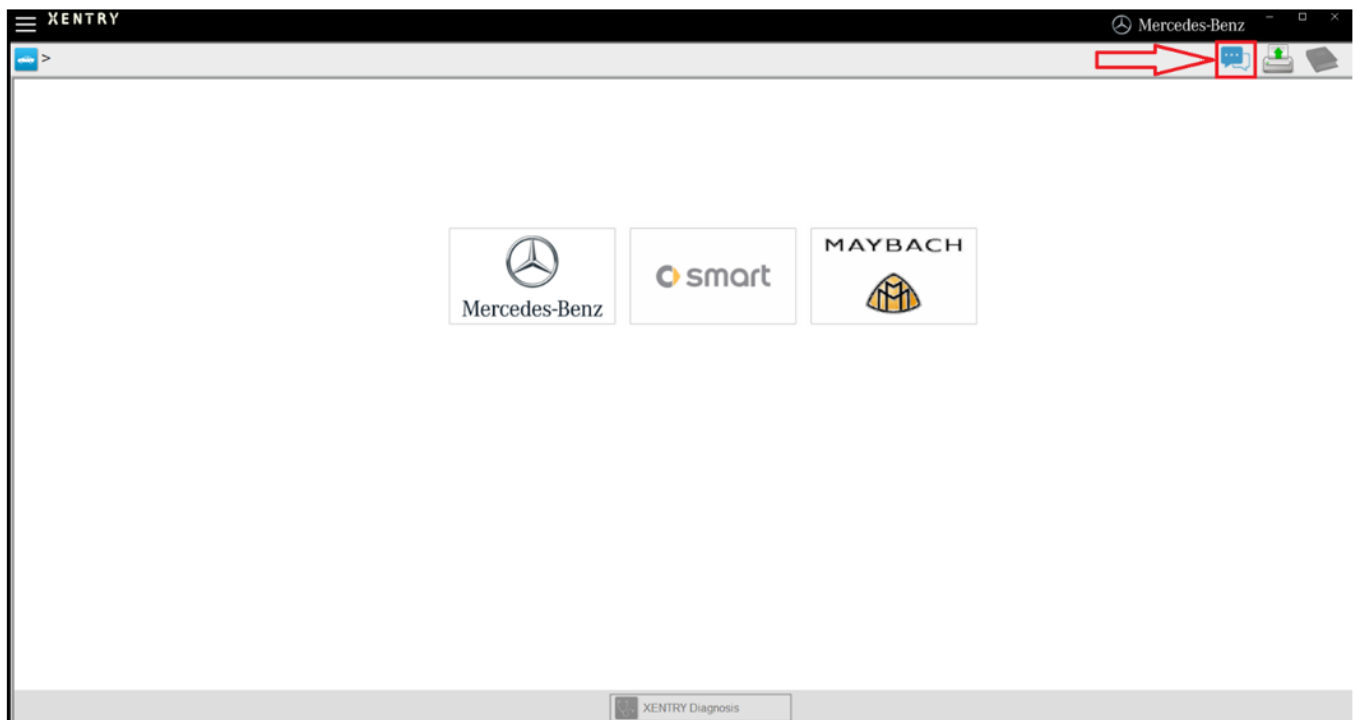 XENTRY
Mercedes-Benz
>
MAYBACH
smart
Mercedes-Benz
XENTRY Diagnosis